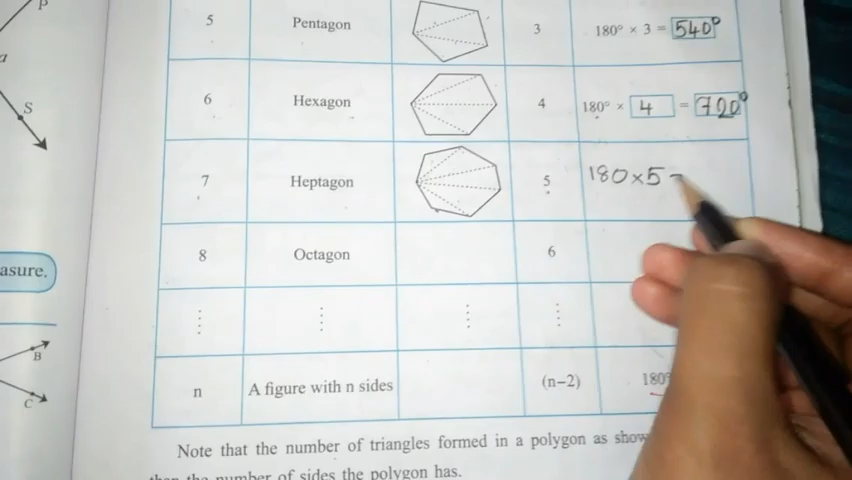 P
a
S
5 Pentagon 3 180° × 3 = 540°
6 Hexagon 4 180° × 4 = 720°
7 Heptagon 5 180×5 =
8 Octagon 6
asure.
B
C
n A figure with n sides (n−2) 180°
Note that the number of triangles formed in a polygon as
than the number of sides the polygon has.